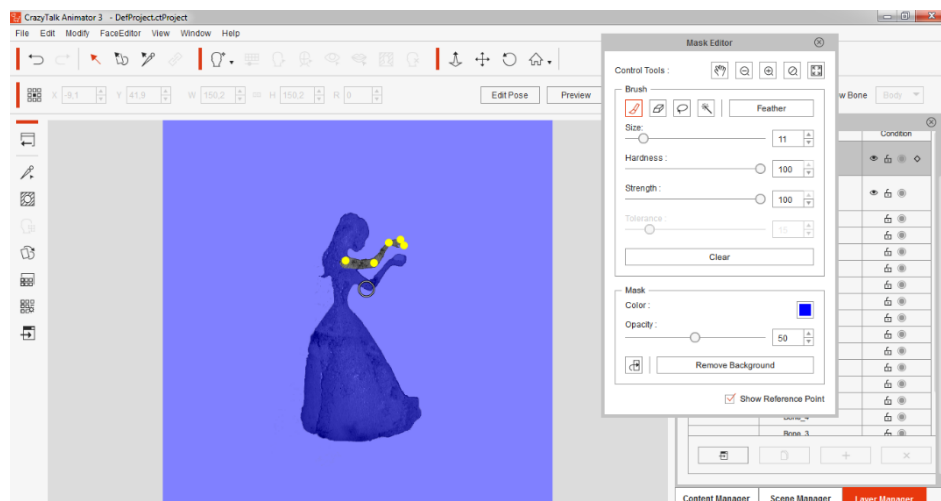 CrazyTalk Animator 3 - DefProject.ctProject
File Edit Modify FaceEditor View Window Help
X -9,1 Y 41,9 W 150,2 H 150,2 R 0 Edit Pose Preview w Bone Body
Mask Editor
Control Tools :
Brush
Feather
Size:
11
Hardness :
100
Strength :
100
Tolerance :
Clear
Mask
Color :
Opacity :
50
Remove Background
Show Reference Point
Condition
Bone_4
Bone_3
Content Manager Scene Manager Layer Manager